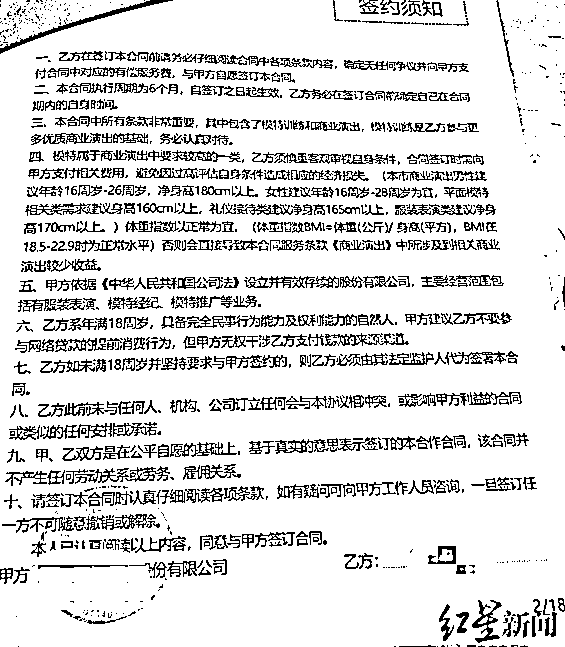 签约须知
一、乙方在签订本合同前请务必仔细阅读合同中各项条款内容，确定无任何争议并向甲方支
付合同中对应的有偿服务费，与甲方自愿签订本合同。
二、本合同执行周期为6个月，自签订之日起生效，乙方务必在签订合同前确定自己在合同
期内的自身时间。
三、本合同中所有条款非常重要，其中包含了模特训练和商业演出，模特训练是乙方参与更
多优质商业演出的基础，务必认真对待。
四、模特属于商业演出中要求较高的一类，乙方须慎重客观审视自身条件，合同签订时需向
甲方支付相关费用，避免因过高评估自身条件造成相应的经济损失。（本市商业演出男性建
议年龄16周岁-26周岁，净身高180cm以上。女性建议年龄16周岁-28周岁为宜，平面模特
相关类需求建议身高160cm以上，礼仪接待类建议净身高165cm以上，服装表演类建议净身
高170cm以上。）体重指数以正常为宜，（体重指数BMI=体重(公斤)/身高(平方)，BMI在
18.5-22.9时为正常水平）否则会直接导致本合同服务条款《商业演出》中所涉及到相关商业
演出较少收益。
五、甲方依据《中华人民共和国公司法》设立并有效存续的股份有限公司，主要经营范围包
括有服装表演、模特经纪、模特推广等业务。
六、乙方系年满18周岁，具备完全民事行为能力及权利能力的自然人，甲方建议乙方不要参
与网络贷款的提前消费行为，但甲方无权干涉乙方支付钱款的来源渠道。
七、乙方如未满18周岁并坚持要求与甲方签约的，则乙方必须由其法定监护人代为签署本合
同。
八、乙方此前未与任何人、机构、公司订立任何会与本协议相冲突，或影响甲方利益的合同
或类似的任何安排或承诺。
九、甲、乙双方是在公平自愿的基础上，基于真实的意思表示签订的本合作合同，该合同并
不产生任何劳动关系或劳务、雇佣关系。
十、请签订本合同时认真仔细阅读各项条款，如有疑问可向甲方工作人员咨询，一旦签订任
一方不可随意撤销或解除。
本人已认真阅读以上内容，同意与甲方签订合同。
甲方 份有限公司 乙方：
2/18
红星新闻